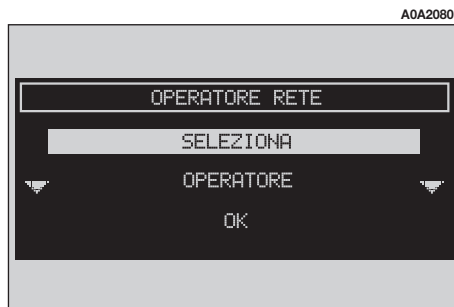 A0A2080
OPERATORE RETE
SELEZIONA
OPERATORE
OK